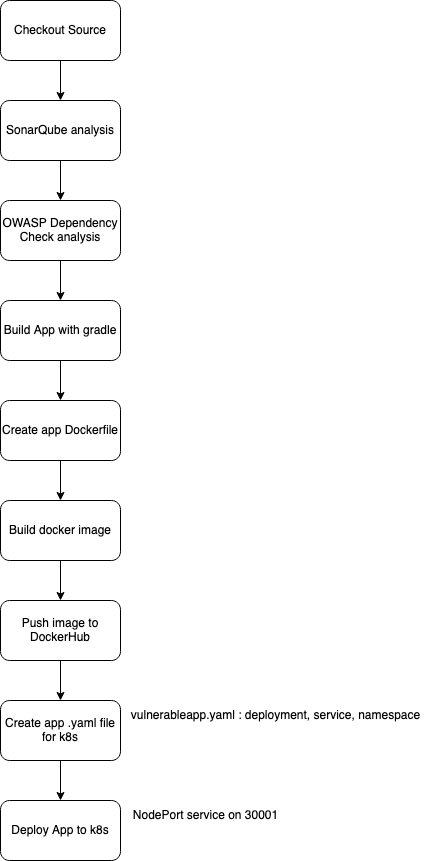 Checkout Source
SonarQube analysis
OWASP Dependency
Check analysis
Build App with gradle
Create app Dockerfile
Build docker image
Push image to
DockerHub
Create app .yaml file
for k8s
vulnerableapp.yaml : deployment, service, namespace
Deploy App to k8s
NodePort service on 30001